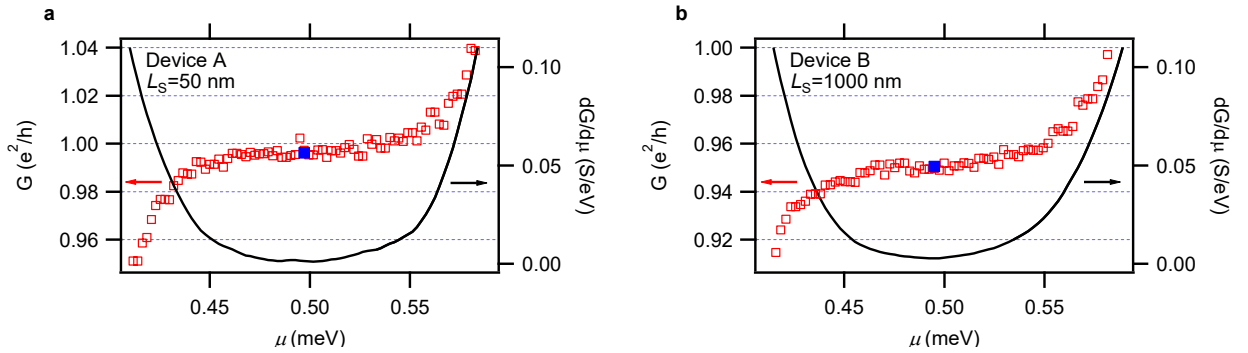 a
Device A
L_S=50 nm
G (e²/h)
1.04
1.02
1.00
0.98
0.96
0.10
0.05
0.00
dG/dμ (S/eV)
0.45
0.50
0.55
μ (meV)
b
Device B
L_S=1000 nm
G (e²/h)
1.00
0.98
0.96
0.94
0.92
0.10
0.05
0.00
dG/dμ (S/eV)
0.45
0.50
0.55
μ (meV)